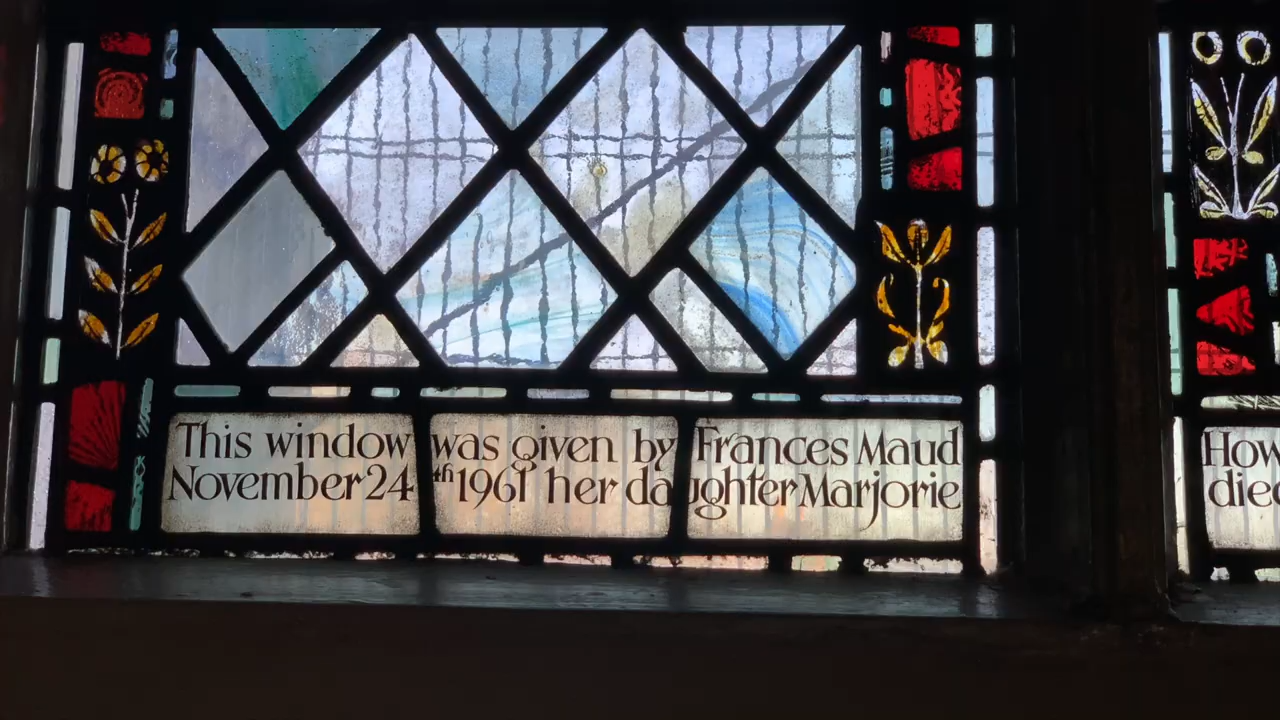 This window was given by Frances Maud How
November 24th 1961 her daughter Marjorie died